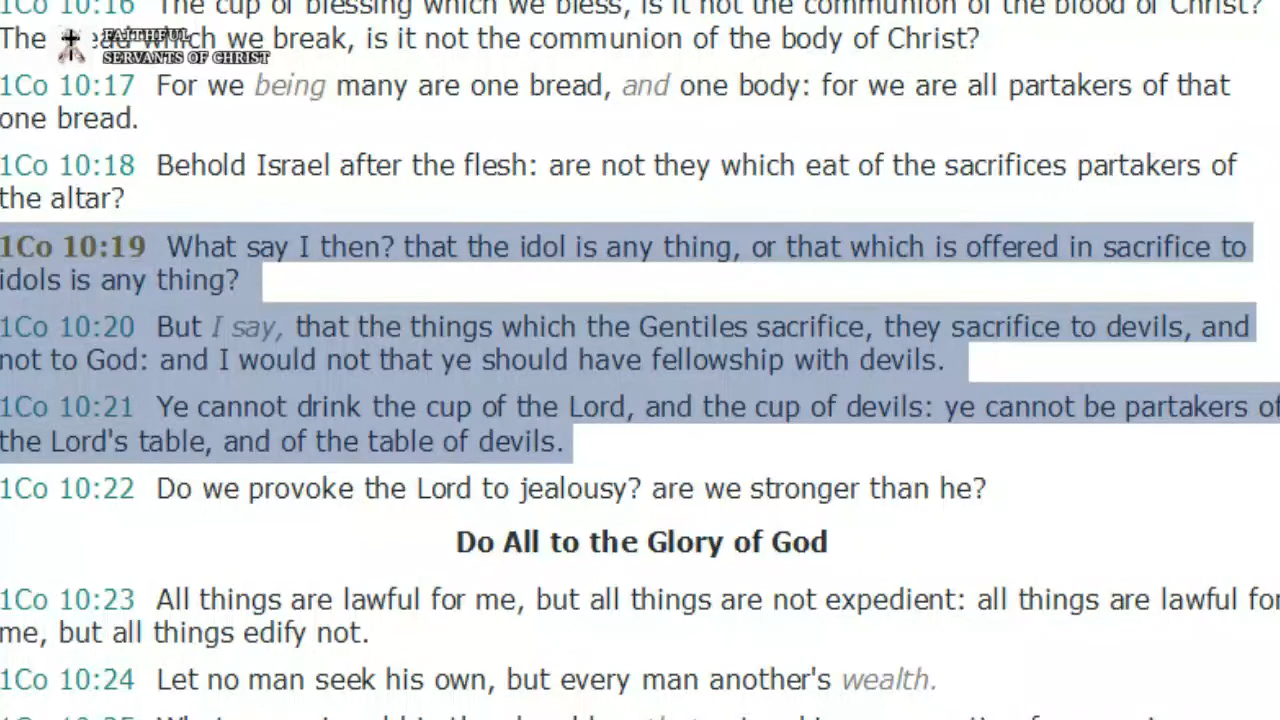 1Co 10:16 The cup of blessing which we bless, is it not the communion of the blood of Christ?
The bread which we break, is it not the communion of the body of Christ?
FAITHFUL
SERVANTS OF CHRIST
1Co 10:17 For we being many are one bread, and one body: for we are all partakers of that
one bread.
1Co 10:18 Behold Israel after the flesh: are not they which eat of the sacrifices partakers of
the altar?
1Co 10:19 What say I then? that the idol is any thing, or that which is offered in sacrifice to
idols is any thing?
1Co 10:20 But I say, that the things which the Gentiles sacrifice, they sacrifice to devils, and
not to God: and I would not that ye should have fellowship with devils.
1Co 10:21 Ye cannot drink the cup of the Lord, and the cup of devils: ye cannot be partakers of
the Lord's table, and of the table of devils.
1Co 10:22 Do we provoke the Lord to jealousy? are we stronger than he?
Do All to the Glory of God
1Co 10:23 All things are lawful for me, but all things are not expedient: all things are lawful for
me, but all things edify not.
1Co 10:24 Let no man seek his own, but every man another's wealth.